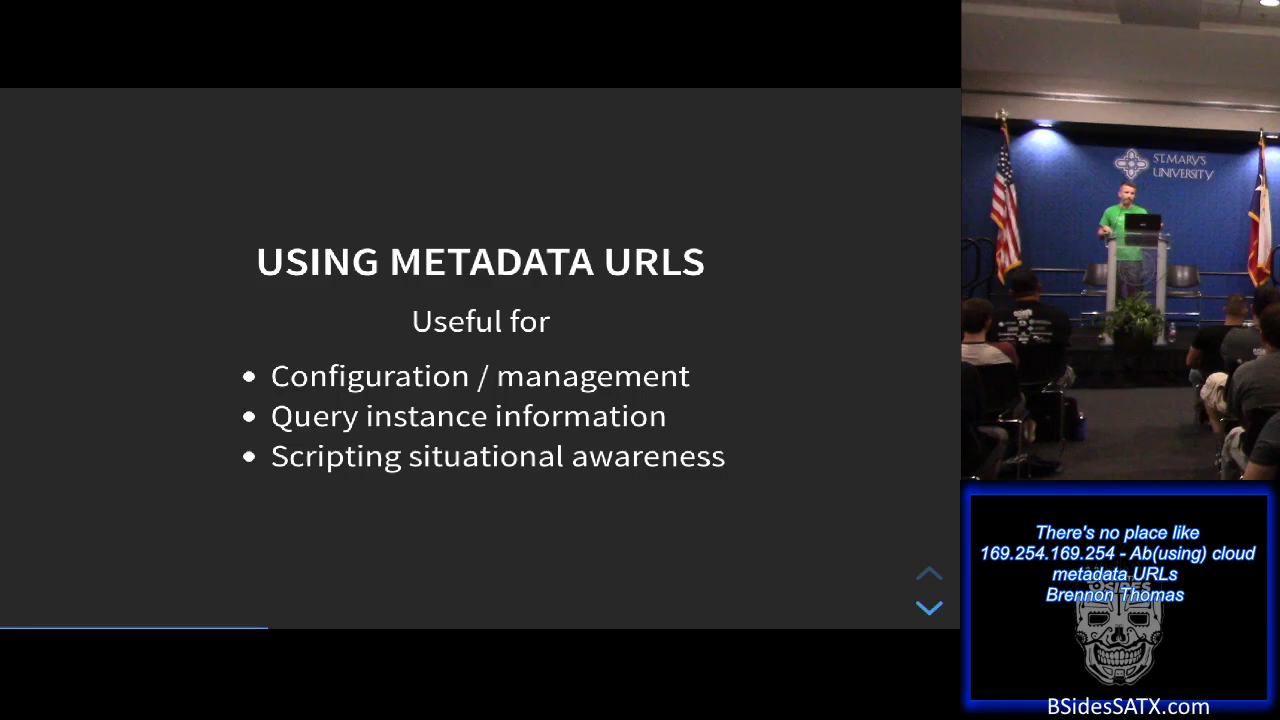 USING METADATA URLS
Useful for
Configuration / management
Query instance information
Scripting situational awareness
ST.MARY'S
UNIVERSITY
There's no place like
169.254.169.254 - Ab(using) cloud
metadata URLs
Brennon Thomas
BSIDES
BSidesSATX.com